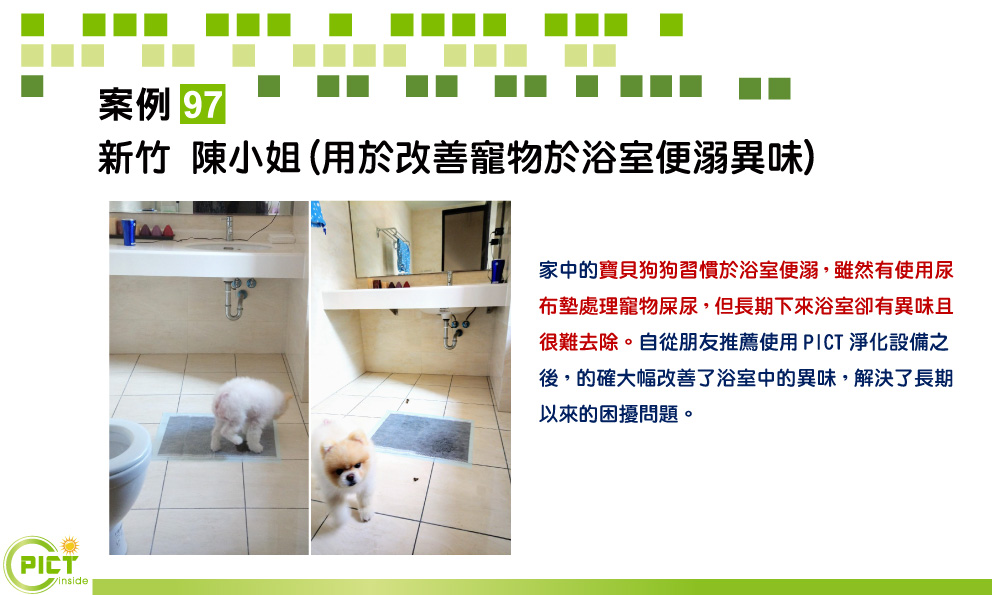 案例 97
新竹 陳小姐(用於改善寵物於浴室便溺異味)
家中的寶貝狗狗習慣於浴室便溺，雖然有使用尿
布墊處理寵物屎尿，但長期下來浴室卻有異味且
很難去除。自從朋友推薦使用 PICT 淨化設備之
後，的確大幅改善了浴室中的異味，解決了長期
以來的困擾問題。
PICT
inside